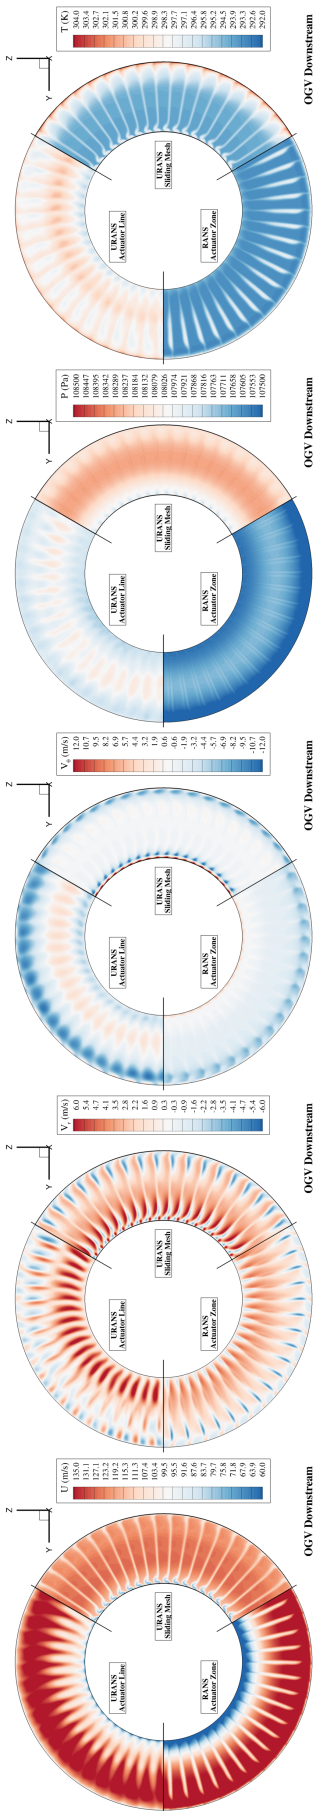 Z
Y
X
U (m/s)
135.0
131.1
127.1
123.2
119.2
115.3
111.3
107.4
103.4
99.5
95.5
91.6
87.6
83.7
79.7
75.8
71.8
67.9
63.9
60.0
URANS
Actuator Line
URANS
Sliding Mesh
RANS
Actuator Zone
OGV Downstream
Z
Y
X
V_r (m/s)
6.0
5.4
4.7
4.1
3.5
2.8
2.2
1.6
0.9
0.3
-0.3
-0.9
-1.6
-2.2
-2.8
-3.5
-4.1
-4.7
-5.4
-6.0
URANS
Actuator Line
URANS
Sliding Mesh
RANS
Actuator Zone
OGV Downstream
Z
Y
X
V_θ (m/s)
12.0
10.7
9.5
8.2
6.9
5.7
4.4
3.2
1.9
0.6
-0.6
-1.9
-3.2
-4.4
-5.7
-6.9
-8.2
-9.5
-10.7
-12.0
URANS
Actuator Line
URANS
Sliding Mesh
RANS
Actuator Zone
OGV Downstream
Z
Y
X
P (Pa)
108500
108447
108395
108342
108289
108237
108184
108132
108079
108026
107974
107921
107868
107816
107763
107711
107658
107605
107553
107500
URANS
Actuator Line
URANS
Sliding Mesh
RANS
Actuator Zone
OGV Downstream
Z
Y
X
T (K)
304.0
303.4
302.7
302.1
301.5
300.8
300.2
299.6
298.9
298.3
297.7
297.1
296.4
295.8
295.2
294.5
293.9
293.3
292.6
292.0
URANS
Actuator Line
URANS
Sliding Mesh
RANS
Actuator Zone
OGV Downstream